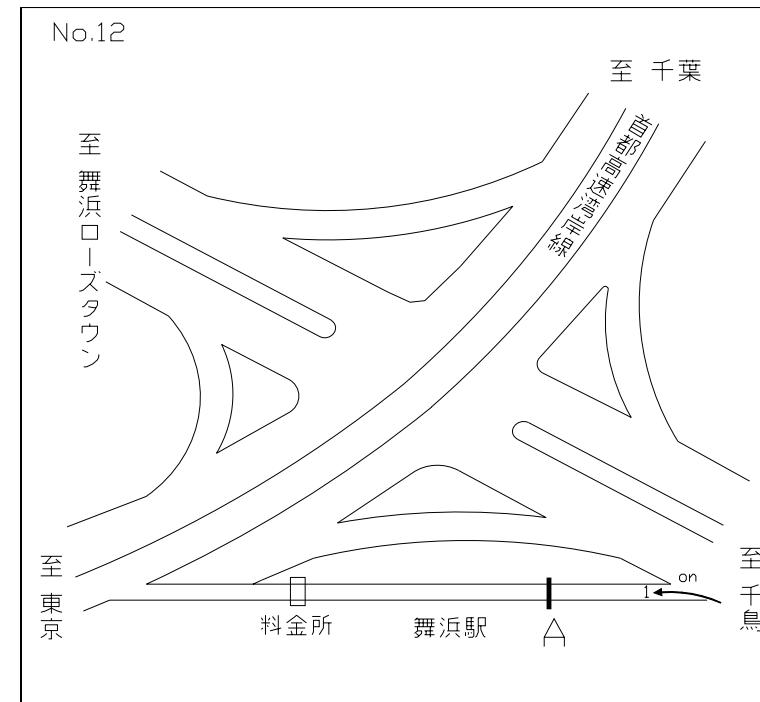 No.12
至 千葉
首都高速湾岸線
至 舞浜ローズタウン
至 東京
料金所
舞浜駅
1
on
至 千鳥